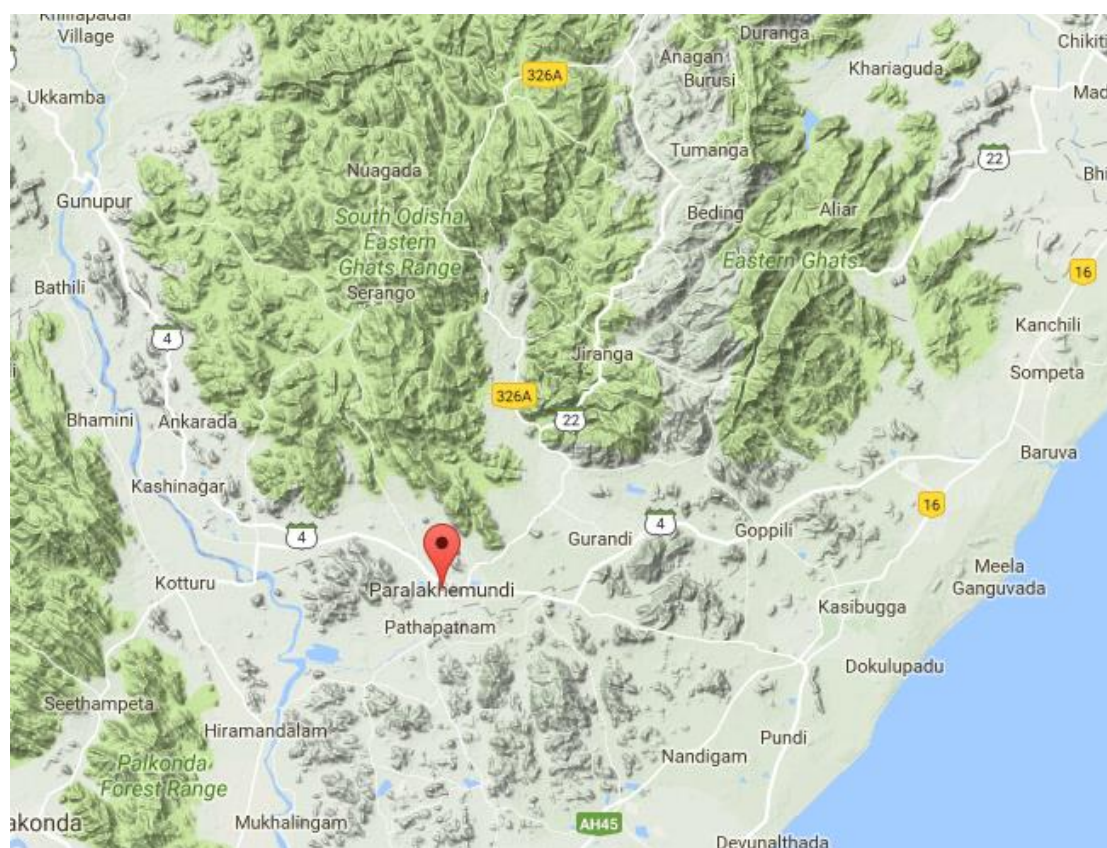 Village
Duranga
Chikiti
Anagan
Burusi
Khariaguda
326A
Ukkamba
Mad
Tumanga
22
Nuagada
Bhi
Gunupur
South Odisha
Eastern
Ghats Range
Beding
Aliar
Eastern Ghats
16
Bathili
Serango
Kanchili
4
Jiranga
Sompeta
326A
22
Bhamini
Ankarada
Baruva
Kashinagar
16
4
Gurandi
4
Goppili
Meela
Ganguvada
Kotturu
Paralakhemundi
Kasibugga
Pathapatnam
Dokulupadu
Seethampeta
Hiramandalam
Pundi
Nandigam
Palkonda
Forest Range
akonda
Mukhalingam
AH45
Devunalthada